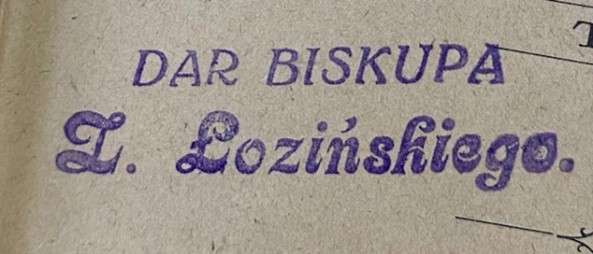 DAR BISKUPA
Z. Łozińskiego.